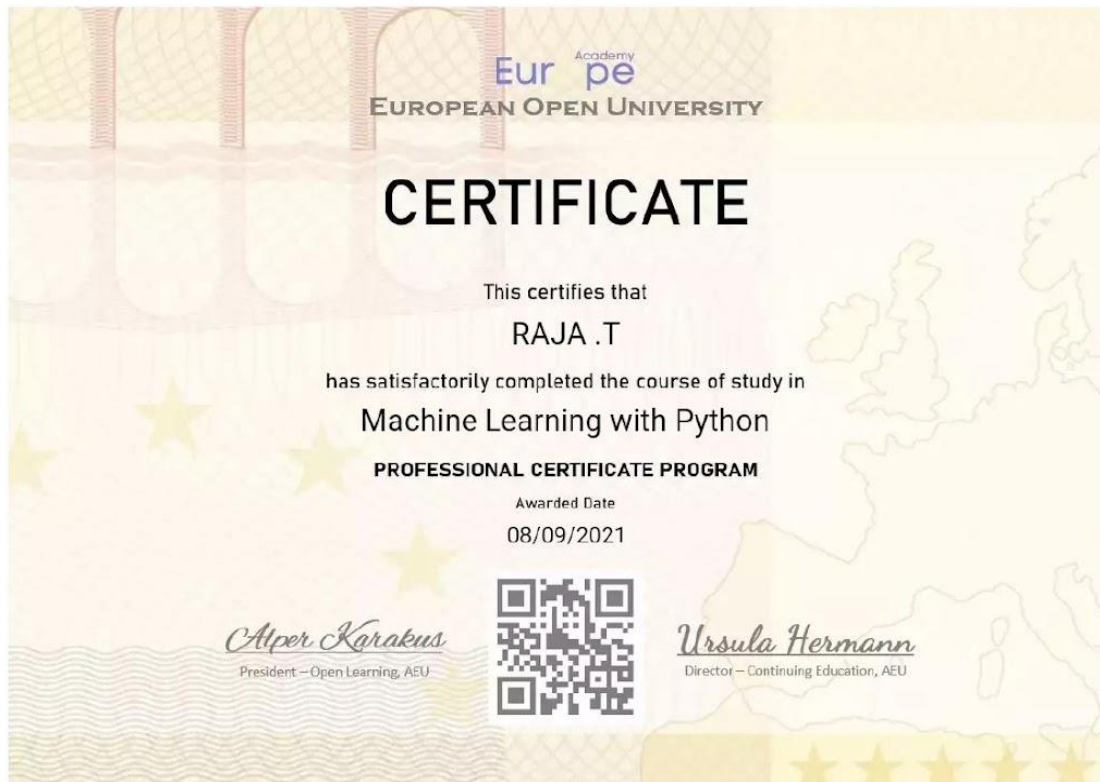 Academy
Eur pe
EUROPEAN OPEN UNIVERSITY
CERTIFICATE
This certifies that
RAJA .T
has satisfactorily completed the course of study in
Machine Learning with Python
PROFESSIONAL CERTIFICATE PROGRAM
Awarded Date
08/09/2021
Alper Karakus
President – Open Learning, AEU
Ursula Hermann
Director – Continuing Education, AEU